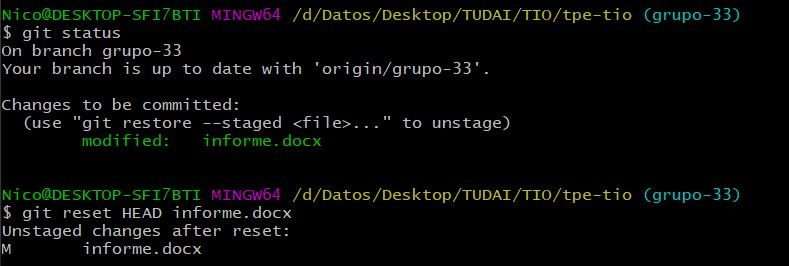 Nico@DESKTOP-SFI7BTI MINGW64 /d/Datos/Desktop/TUDAI/TIO/tpe-tio (grupo-33)
$ git status
On branch grupo-33
Your branch is up to date with 'origin/grupo-33'.

Changes to be committed:
  (use "git restore --staged <file>..." to unstage)
        modified:   informe.docx

Nico@DESKTOP-SFI7BTI MINGW64 /d/Datos/Desktop/TUDAI/TIO/tpe-tio (grupo-33)
$ git reset HEAD informe.docx
Unstaged changes after reset:
M       informe.docx